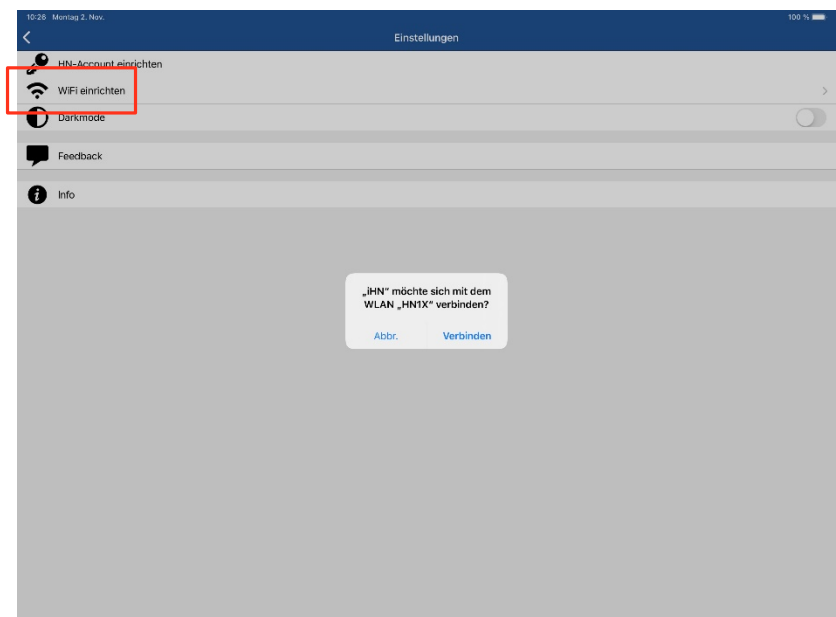 10:26 Montag 2. Nov.
100 %
Einstellungen
HN-Account einrichten
WiFi einrichten
Darkmode
Feedback
Info
„iHN“ möchte sich mit dem
WLAN „HN1X“ verbinden?
Abbr.
Verbinden